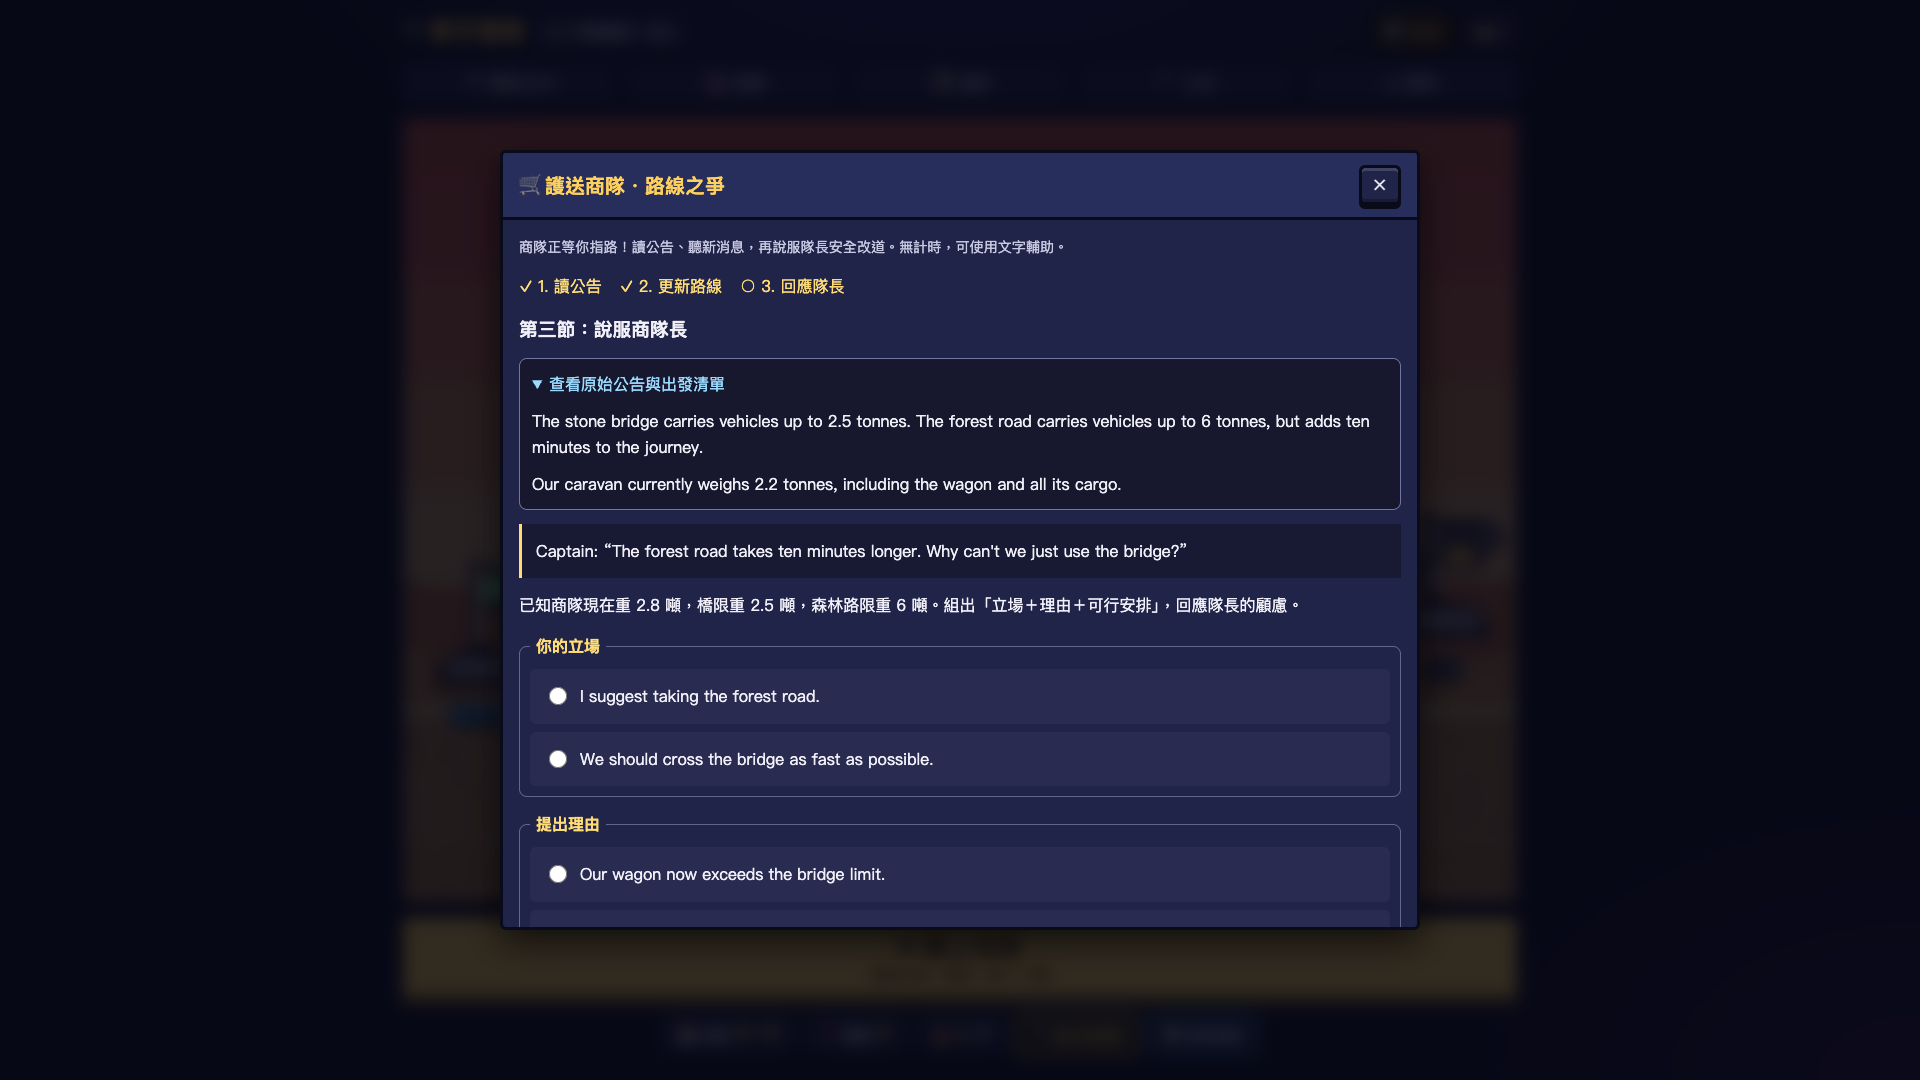 護送商隊・路線之爭
✕
商隊正等你指路！讀公告、聽新消息，再說服隊長安全改道。無計時，可使用文字輔助。
✓ 1. 讀公告 ✓ 2. 更新路線 ○ 3. 回應隊長
第三節：說服商隊長
▼ 查看原始公告與出發清單
The stone bridge carries vehicles up to 2.5 tonnes. The forest road carries vehicles up to 6 tonnes, but adds ten
minutes to the journey.
Our caravan currently weighs 2.2 tonnes, including the wagon and all its cargo.
Captain: “The forest road takes ten minutes longer. Why can't we just use the bridge?”
已知商隊現在重 2.8 噸，橋限重 2.5 噸，森林路限重 6 噸。組出「立場＋理由＋可行安排」，回應隊長的顧慮。
你的立場
I suggest taking the forest road.
We should cross the bridge as fast as possible.
提出理由
Our wagon now exceeds the bridge limit.